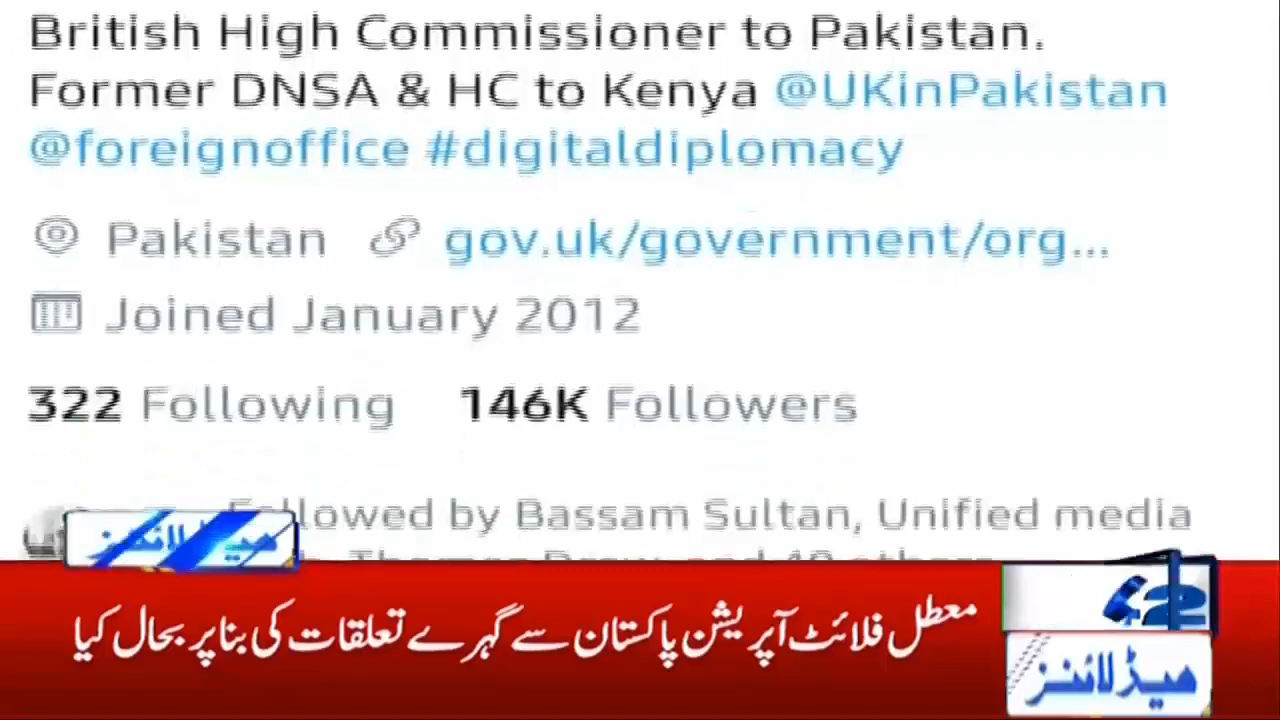 British High Commissioner to Pakistan.
Former DNSA & HC to Kenya @UKinPakistan
@foreignoffice #digitaldiplomacy
Pakistan gov.uk/government/org...
Joined January 2012
322 Following 146K Followers
Followed by Bassam Sultan, Unified media
ہیڈلائنز
42
معطل فلائٹ آپریشن پاکستان سے گہرے تعلقات کی بنا پر بحال کیا
ہیڈلائنز